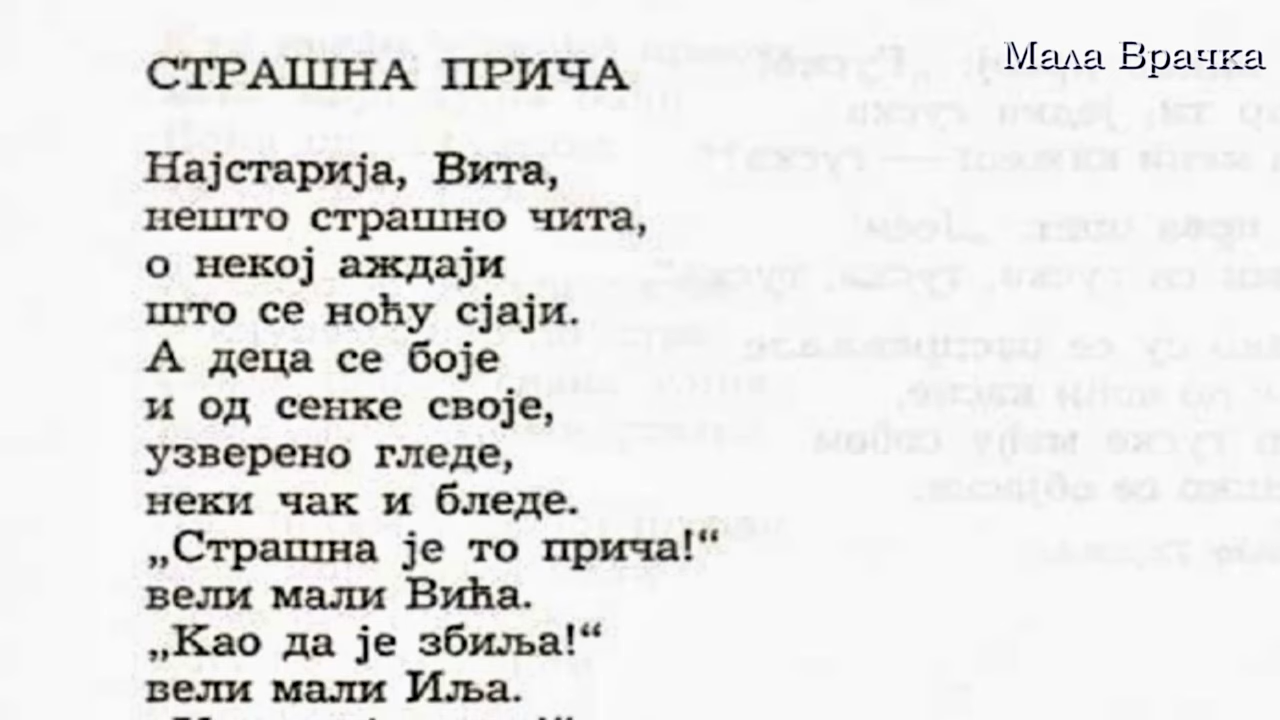 Мала Врачка
СТРАШНА ПРИЧА
Најстарија, Вита,
нешто страшно чита,
о некој аждаји
што се ноћу сјаји.
А деца се боје
и од сенке своје,
узверено гледе,
неки чак и бледе.
„Страшна је то прича!“
вели мали Вића.
„Као да је збиља!“
вели мали Иља.